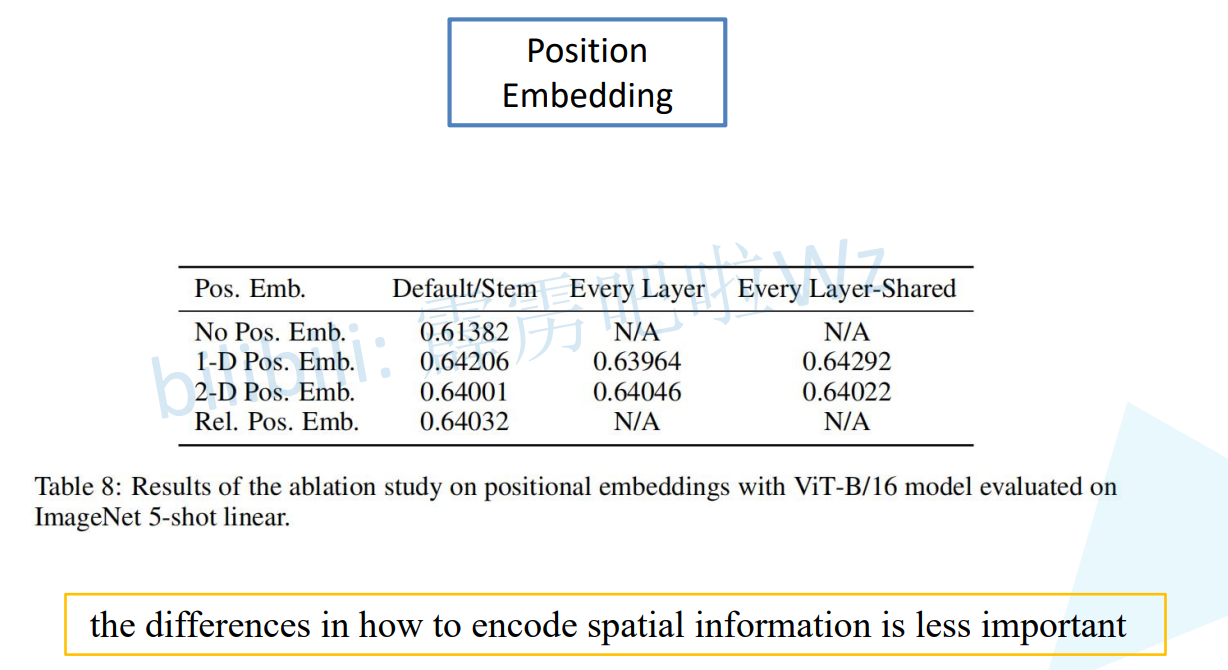 Position
Embedding
Pos. Emb. Default/Stem Every Layer Every Layer-Shared
No Pos. Emb. 0.61382 N/A N/A
1-D Pos. Emb. 0.64206 0.63964 0.64292
2-D Pos. Emb. 0.64001 0.64046 0.64022
Rel. Pos. Emb. 0.64032 N/A N/A
bilibili: 霹雳吧啦Wz
Table 8: Results of the ablation study on positional embeddings with ViT-B/16 model evaluated on
ImageNet 5-shot linear.
the differences in how to encode spatial information is less important